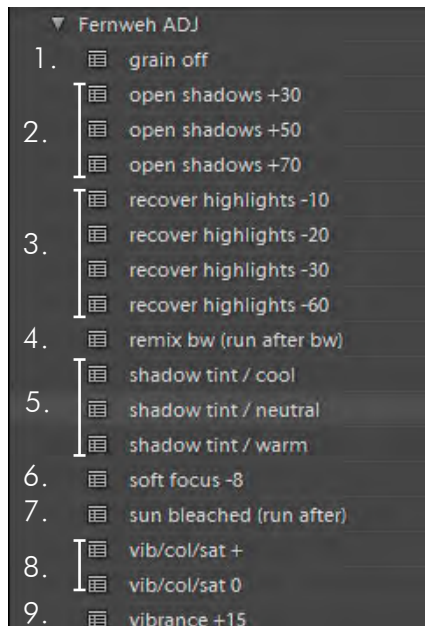 Fernweh ADJ
1. grain off
open shadows +30
2. open shadows +50
open shadows +70
recover highlights -10
recover highlights -20
3. recover highlights -30
recover highlights -60
4. remix bw (run after bw)
shadow tint / cool
5. shadow tint / neutral
shadow tint / warm
6. soft focus -8
7. sun bleached (run after)
vib/col/sat +
8. vib/col/sat 0
9. vibrance +15